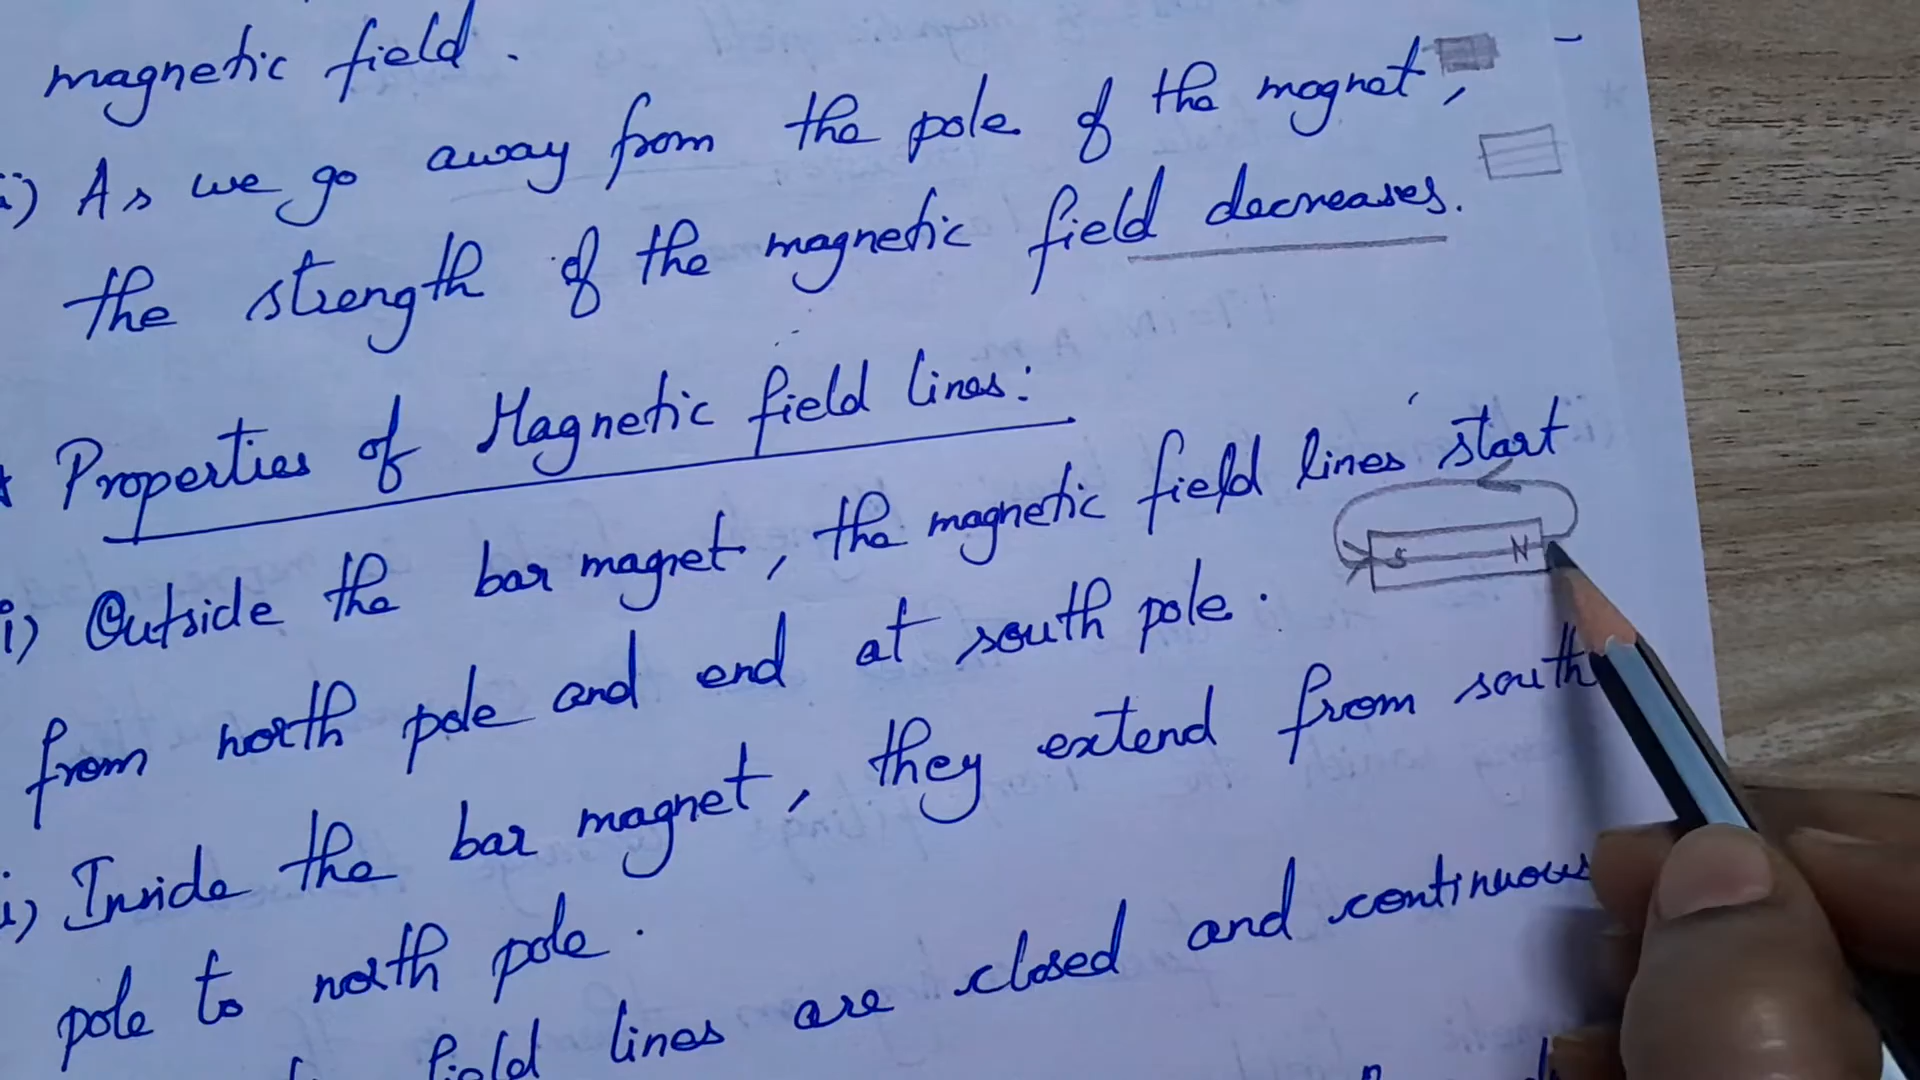 magnetic field.
i) As we go away from the pole of the magnet,
the strength of the magnetic field decreases.
Properties of Magnetic field lines:
i) Outside the bar magnet, the magnetic field lines start
S N
from north pole and end at south pole.
i) Inside the bar magnet, they extend from south
pole to north pole.
field lines are closed and continuous